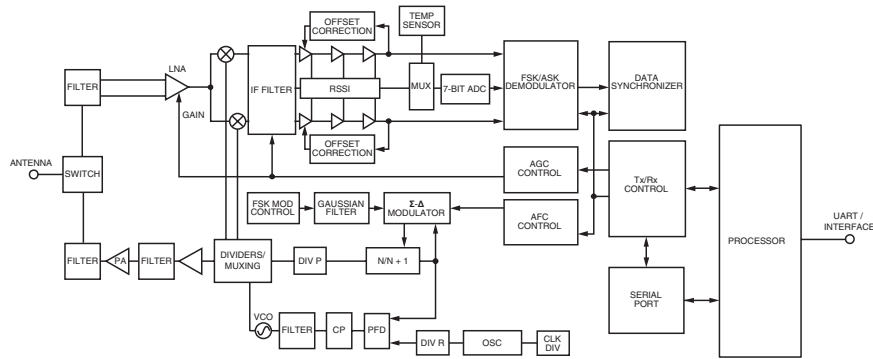 OFFSET
CORRECTION
TEMP
SENSOR
LNA
FILTER
GAIN
IF FILTER
RSSI
MUX
7-BIT ADC
FSK/ASK
DEMODULATOR
DATA
SYNCHRONIZER
OFFSET
CORRECTION
ANTENNA
SWITCH
AGC
CONTROL
Tx/Rx
CONTROL
FSK MOD
CONTROL
GAUSSIAN
FILTER
Σ-Δ
MODULATOR
AFC
CONTROL
UART /
INTERFACE
PROCESSOR
FILTER
PA
FILTER
DIVIDERS/
MUXING
DIV P
N/N + 1
SERIAL
PORT
VCO
FILTER
CP
PFD
DIV R
OSC
CLK
DIV